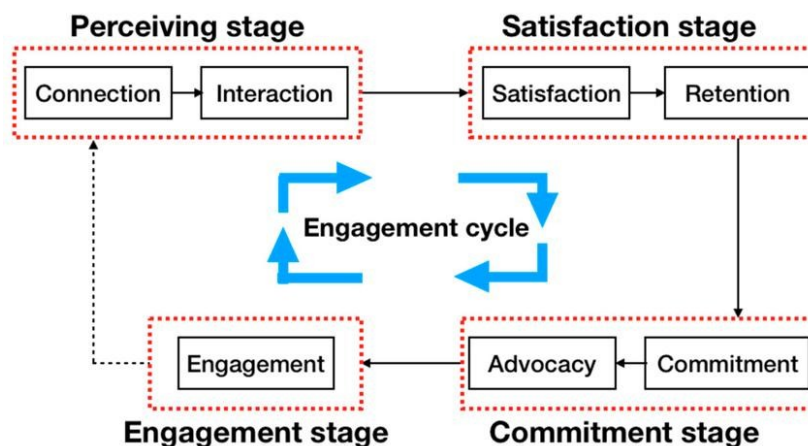 Perceiving stage
Satisfaction stage
Connection
Interaction
Satisfaction
Retention
Engagement cycle
Engagement
Advocacy
Commitment
Engagement stage
Commitment stage